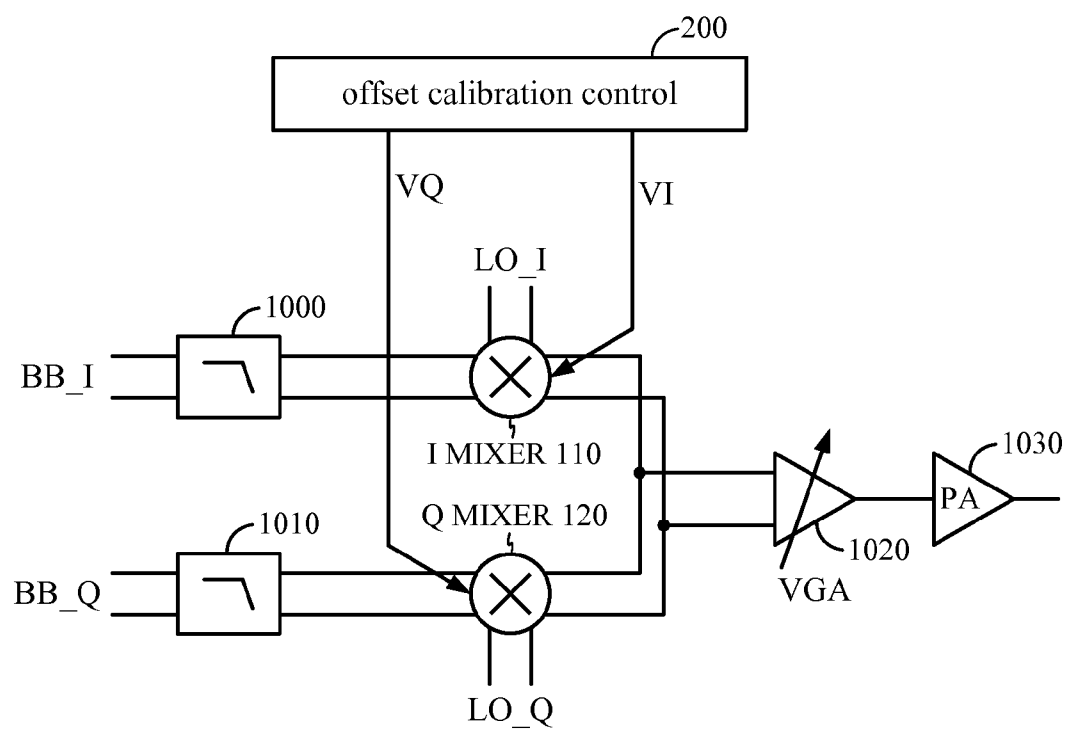 200
offset calibration control
VQ
VI
LO_I
1000
BB_I
I MIXER 110
1030
PA
Q MIXER 120
1010
1020
VGA
BB_Q
LO_Q